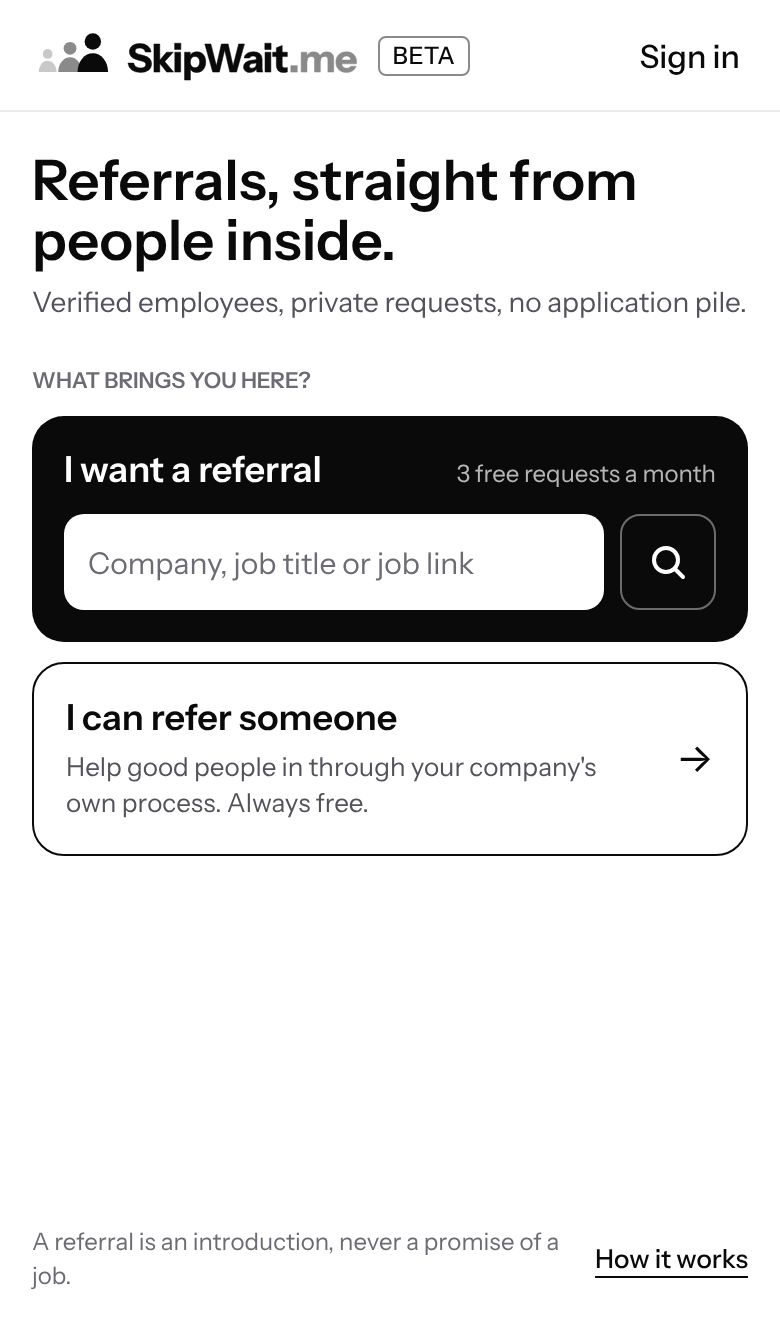 SkipWait.me BETA Sign in
Referrals, straight from
people inside.
Verified employees, private requests, no application pile.
WHAT BRINGS YOU HERE?
I want a referral 3 free requests a month
Company, job title or job link
I can refer someone
Help good people in through your company's
own process. Always free.
A referral is an introduction, never a promise of a
job.
How it works